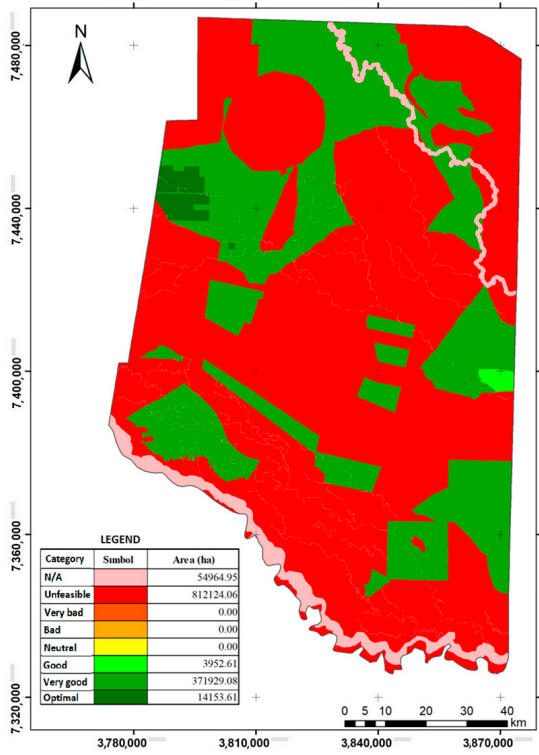 7,480,000
N
7,440,000
7,400,000
7,360,000
7,320,000
LEGEND
Category Simbol Area (ha)
N/A 54964.95
Unfeasible 812124.06
Very bad 0.00
Bad 0.00
Neutral 0.00
Good 3952.61
Very good 371929.08
Optimal 14153.61
0 5 10 20 30 40
km
3,780,000 3,810,000 3,840,000 3,870,000